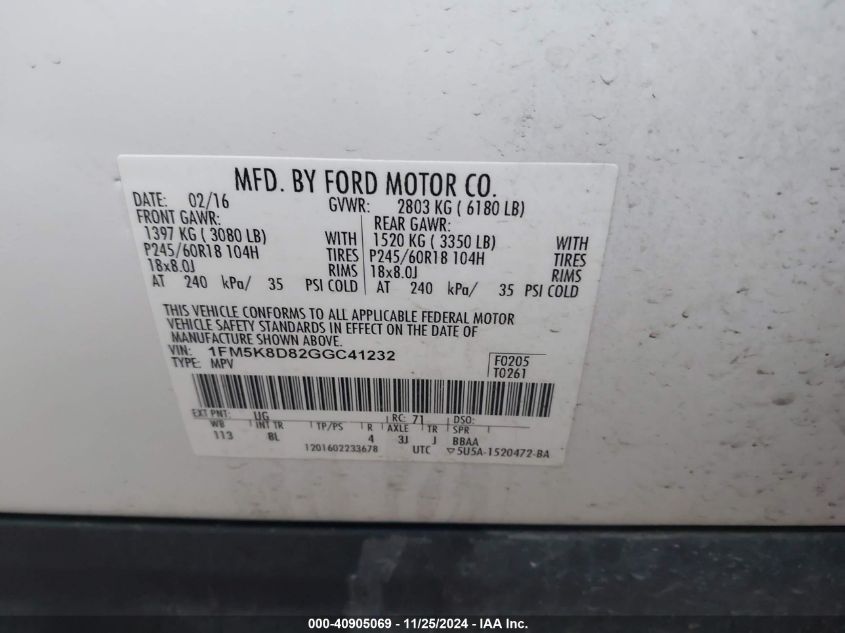 MFD. BY FORD MOTOR CO.
DATE: 02/16 GVWR: 2803 KG ( 6180 LB)
FRONT GAWR: REAR GAWR:
1397 KG ( 3080 LB) WITH 1520 KG ( 3350 LB) WITH
P245/60R18 104H TIRES P245/60R18 104H TIRES
18x8.0J RIMS 18x8.0J RIMS
AT 240 kPa/ 35 PSI COLD AT 240 kPa/ 35 PSI COLD
THIS VEHICLE CONFORMS TO ALL APPLICABLE FEDERAL MOTOR
VEHICLE SAFETY STANDARDS IN EFFECT ON THE DATE OF
MANUFACTURE SHOWN ABOVE.
VIN: 1FM5K8D82GGC41232 F0205
TYPE: MPV T0261
EXT PNT: UG RC: 71 DSO:
WB INT TR TP/PS R AXLE TR SPR
113 BL 4 3J J BBAA
1201602233678 UTC ▽5U5A-1520472-BA
000-40905069 - 11/25/2024 - IAA Inc.